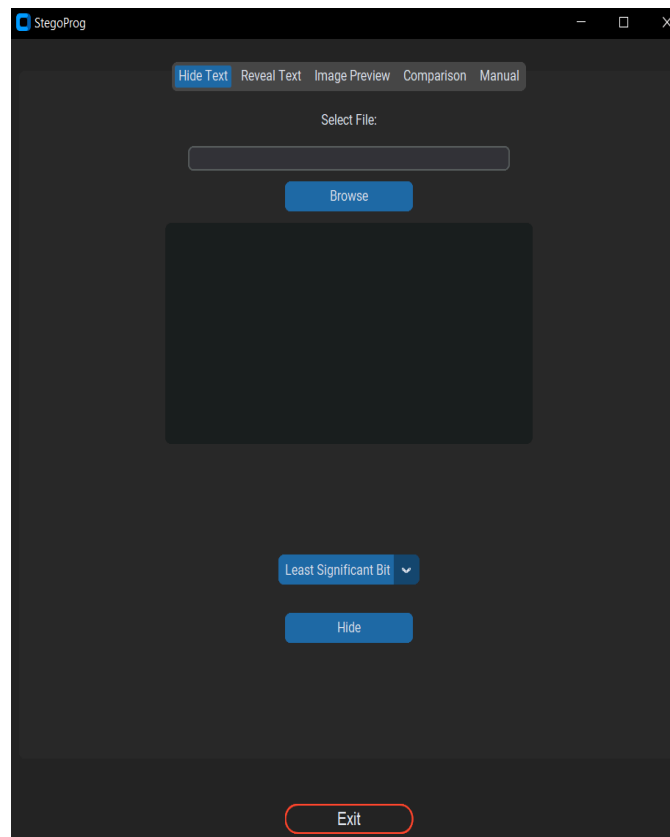 StegoProg
Hide Text Reveal Text Image Preview Comparison Manual
Select File:
Browse
Least Significant Bit
Hide
Exit